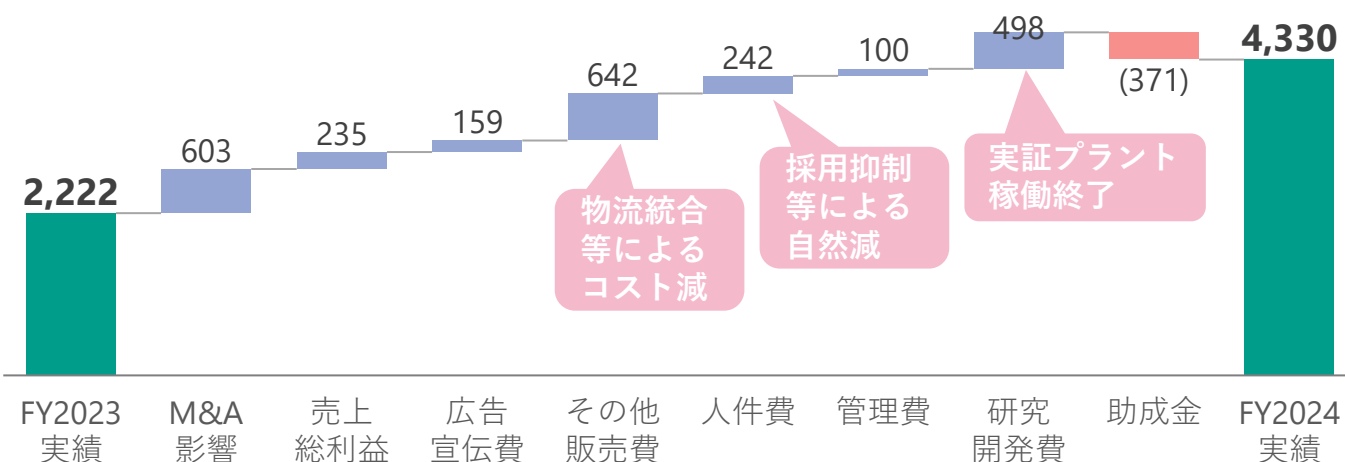 2,222
603
235
159
642
242
100
498
(371)
4,330
物流統合
等による
コスト減
採用抑制
等による
自然減
実証プラント
稼働終了
FY2023
実績
M&A
影響
売上
総利益
広告
宣伝費
その他
販売費
人件費
管理費
研究
開発費
助成金
FY2024
実績